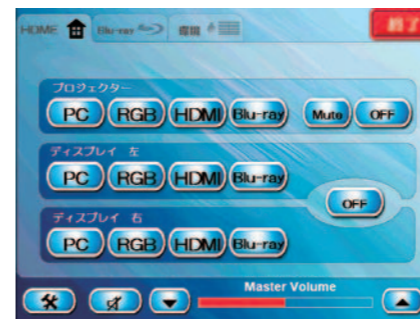 HOME Blu-ray 音調 終了
プロジェクター
PC RGB HDMI Blu-ray Mute OFF
ディスプレイ 左
PC RGB HDMI Blu-ray
OFF
ディスプレイ 右
PC RGB HDMI Blu-ray
Master Volume